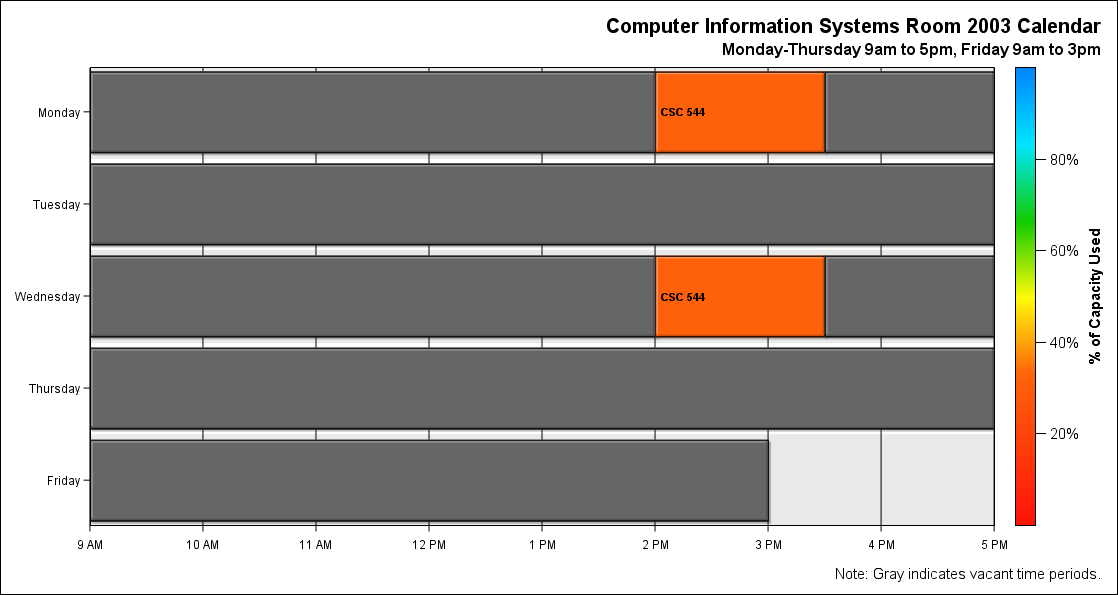 Computer Information Systems Room 2003 Calendar
Monday-Thursday 9am to 5pm, Friday 9am to 3pm
Monday
CSC 544
Tuesday
Wednesday
CSC 544
Thursday
Friday
9 AM 10 AM 11 AM 12 PM 1 PM 2 PM 3 PM 4 PM 5 PM
80%
60%
40%
20%
% of Capacity Used
Note: Gray indicates vacant time periods.